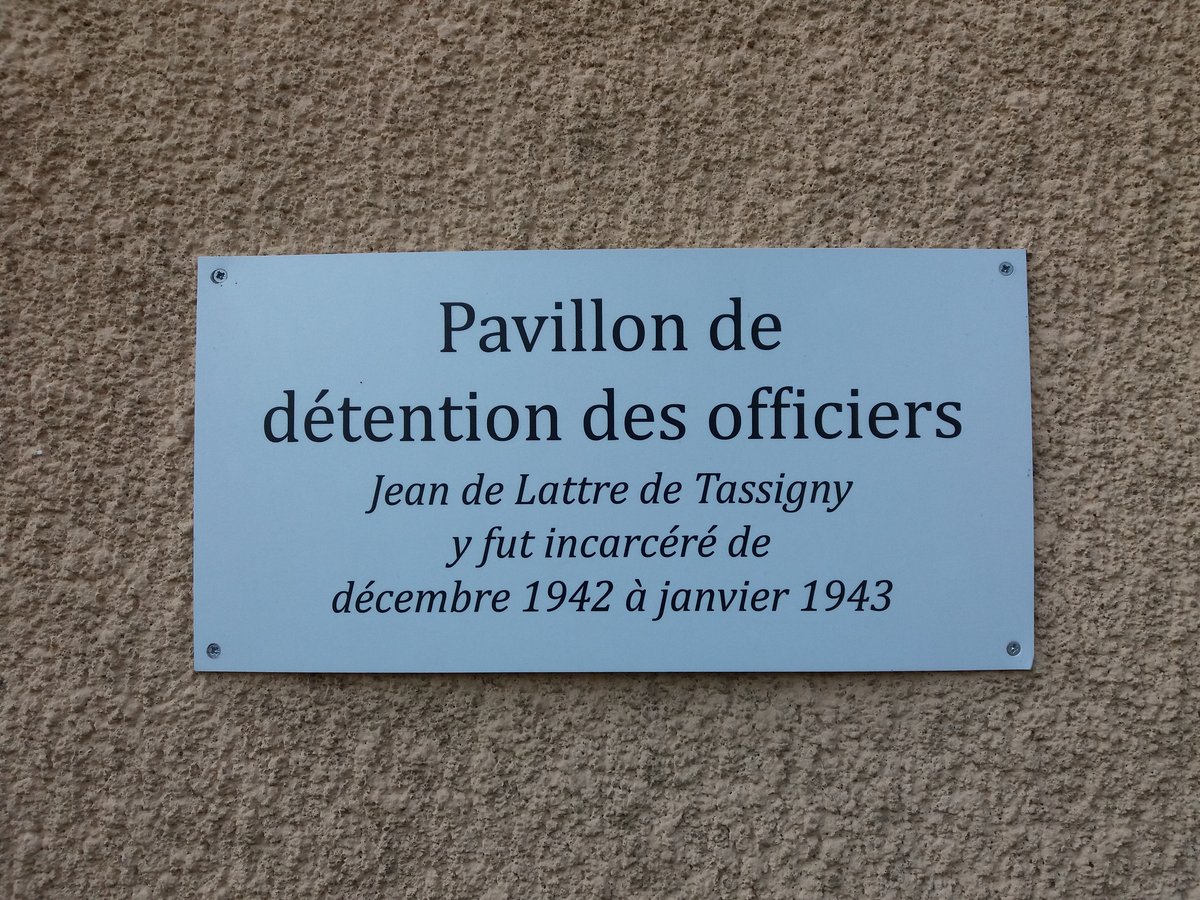 Pavillon de
détention des officiers
Jean de Lattre de Tassigny
y fut incarcéré de
décembre 1942 à janvier 1943